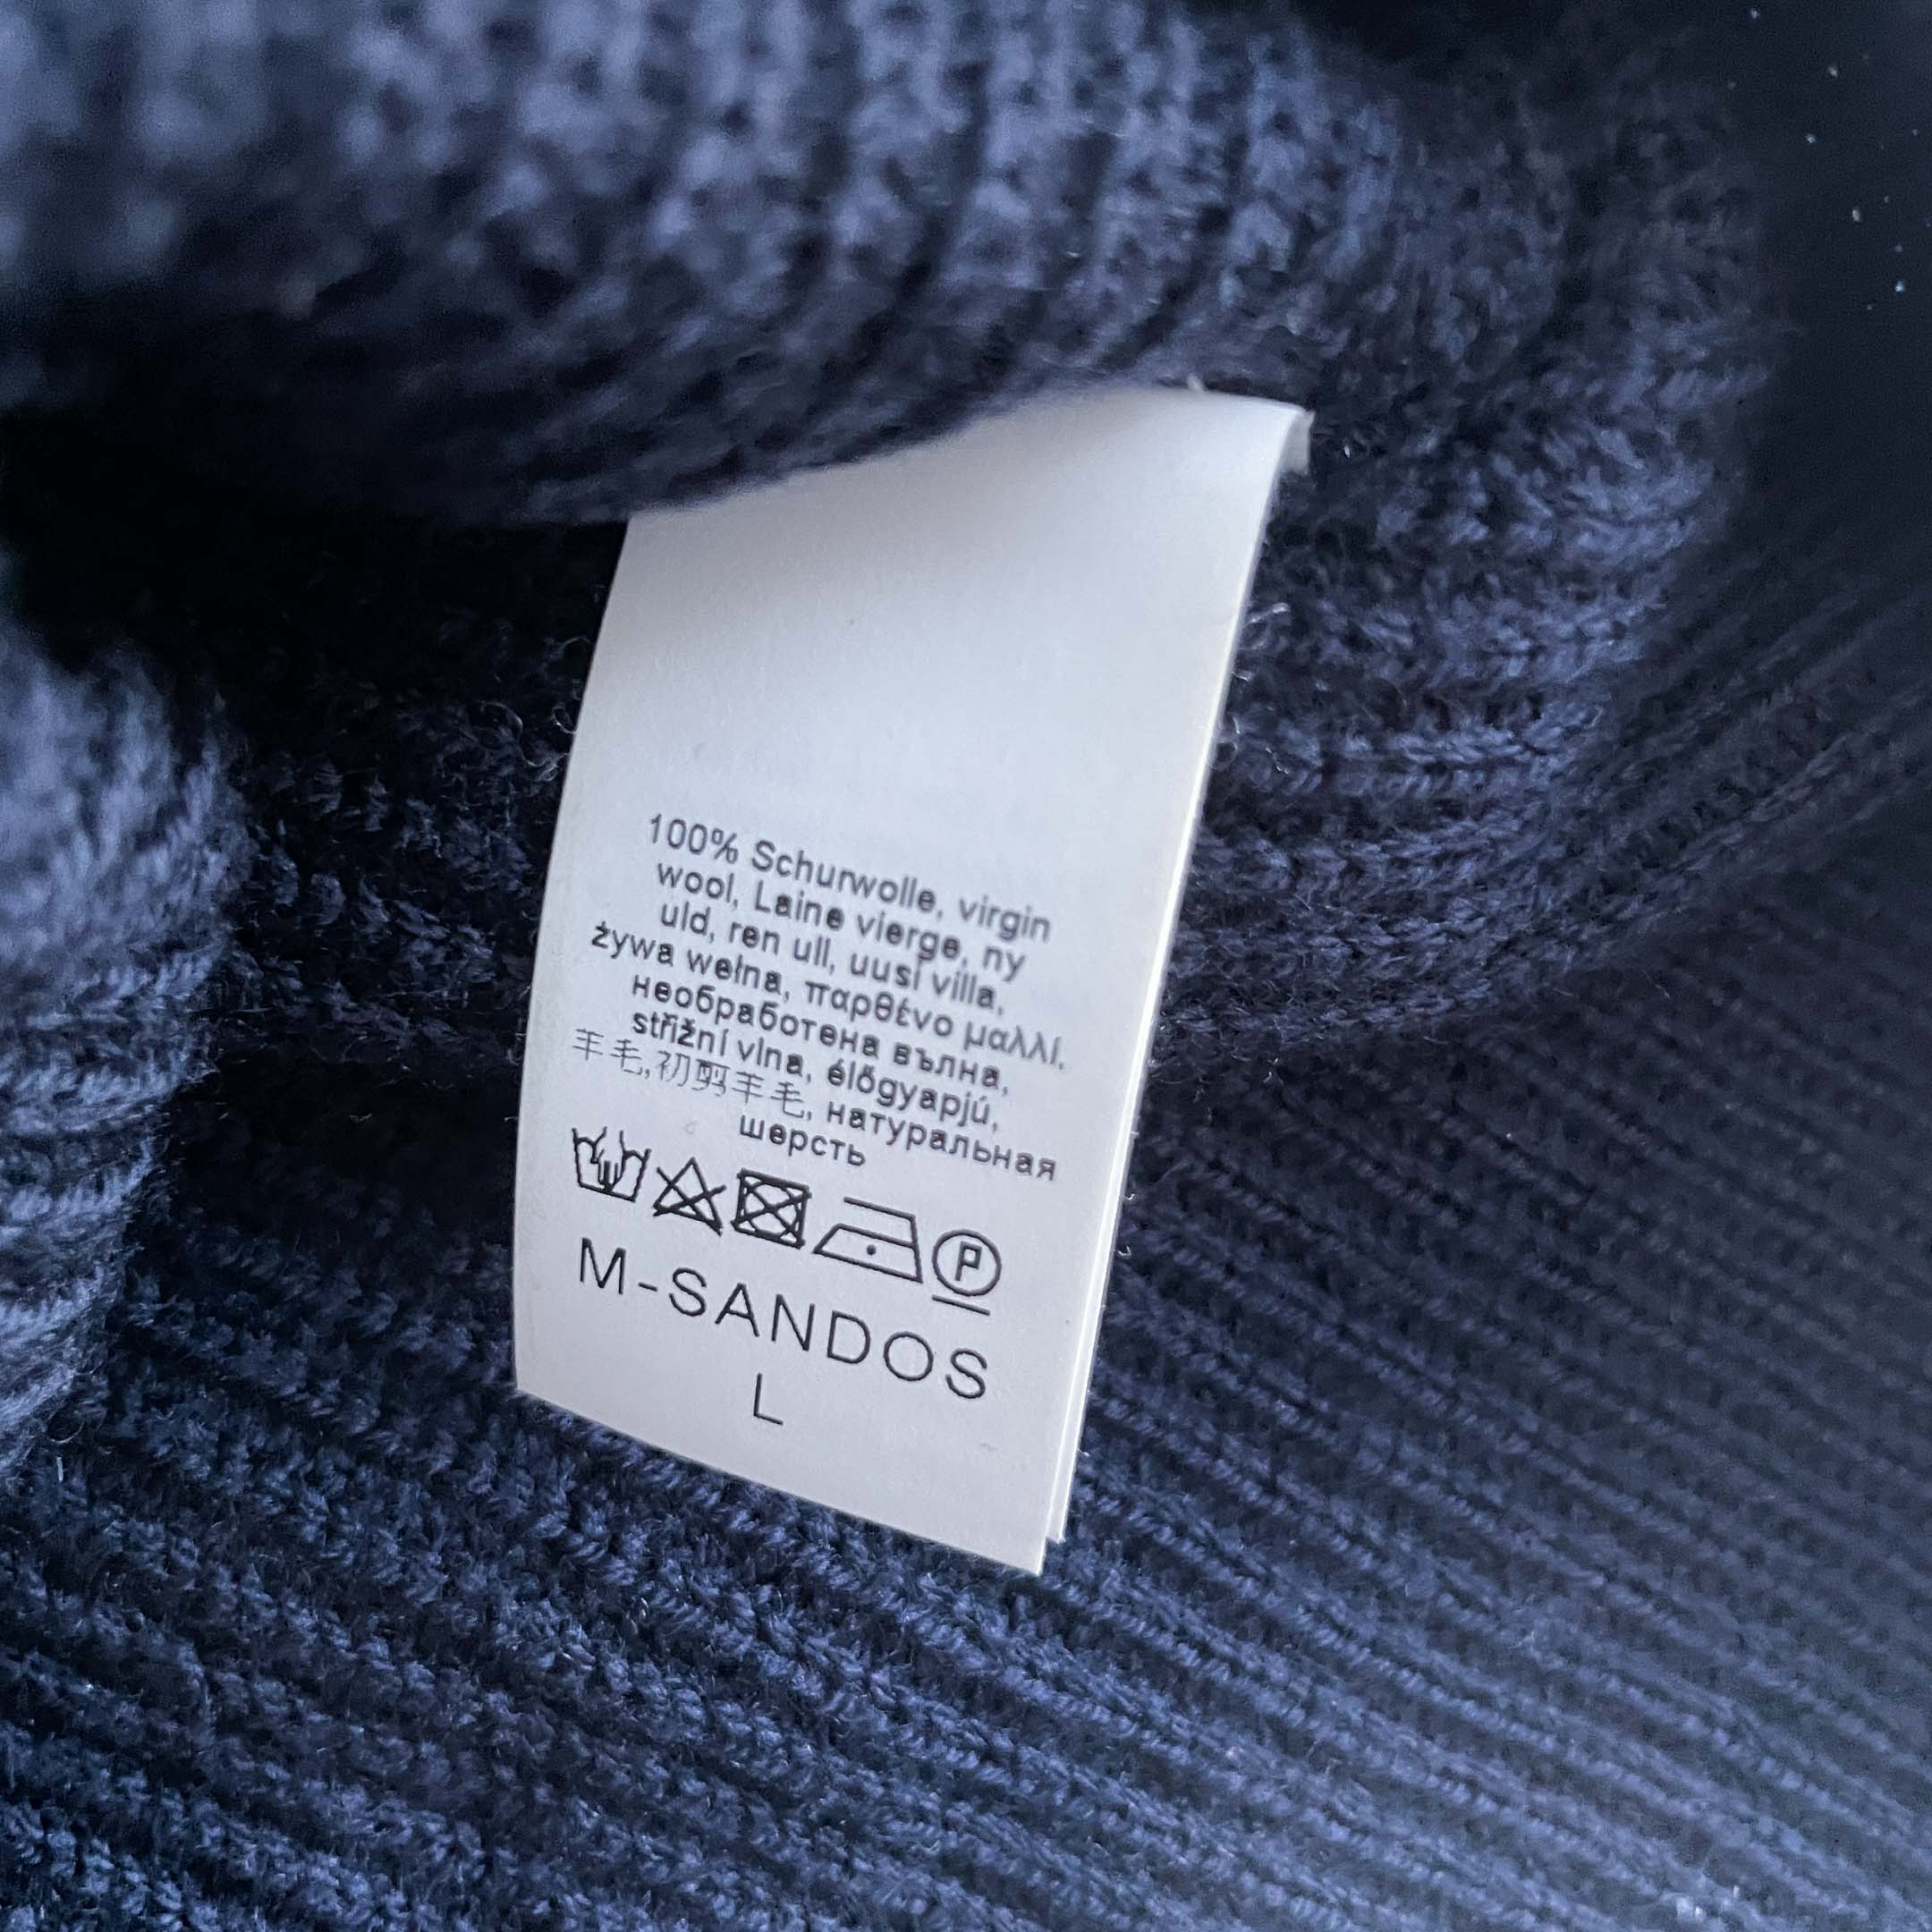 100% Schurwolle, virgin
wool, Laine vierge, ny
uld, ren ull, uusi villa,
żywa wełna, παρθένο μαλλί,
необработена вълна,
střižní vlna, élőgyapjú,
羊毛,初剪羊毛, натуральная
шерсть
P
M-SANDOS
L